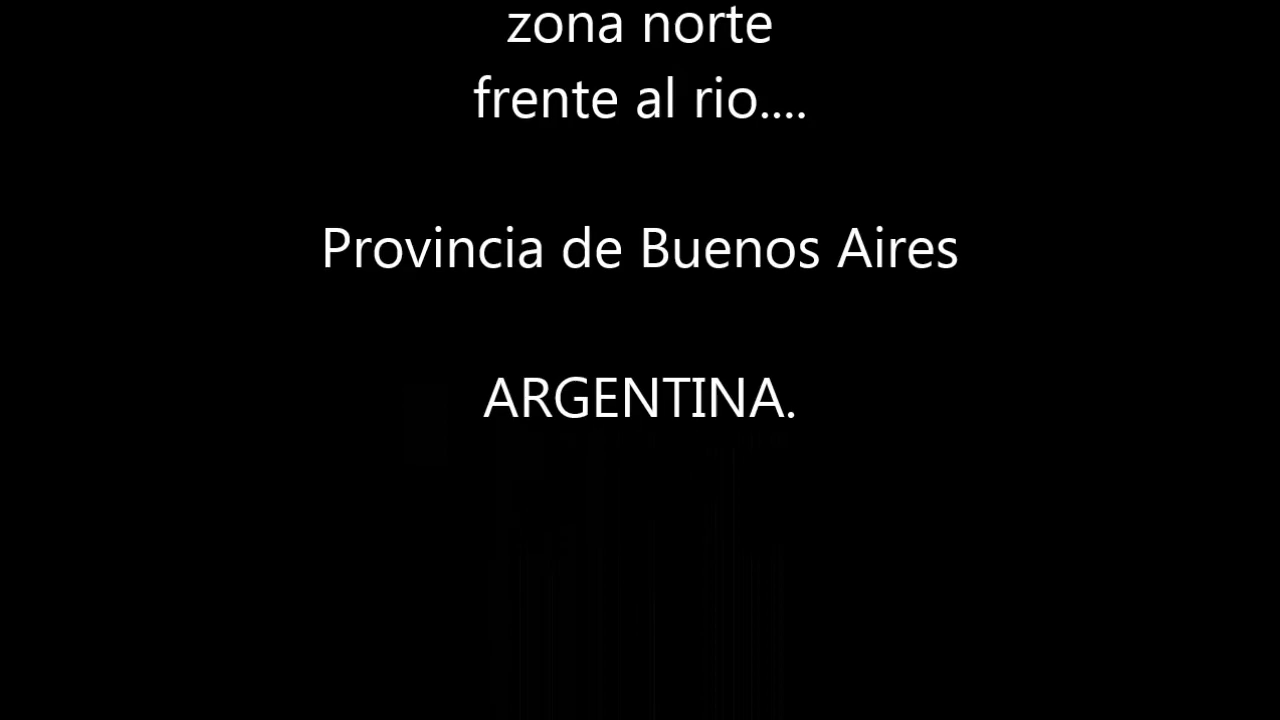 zona norte
frente al rio....
Provincia de Buenos Aires
ARGENTINA.